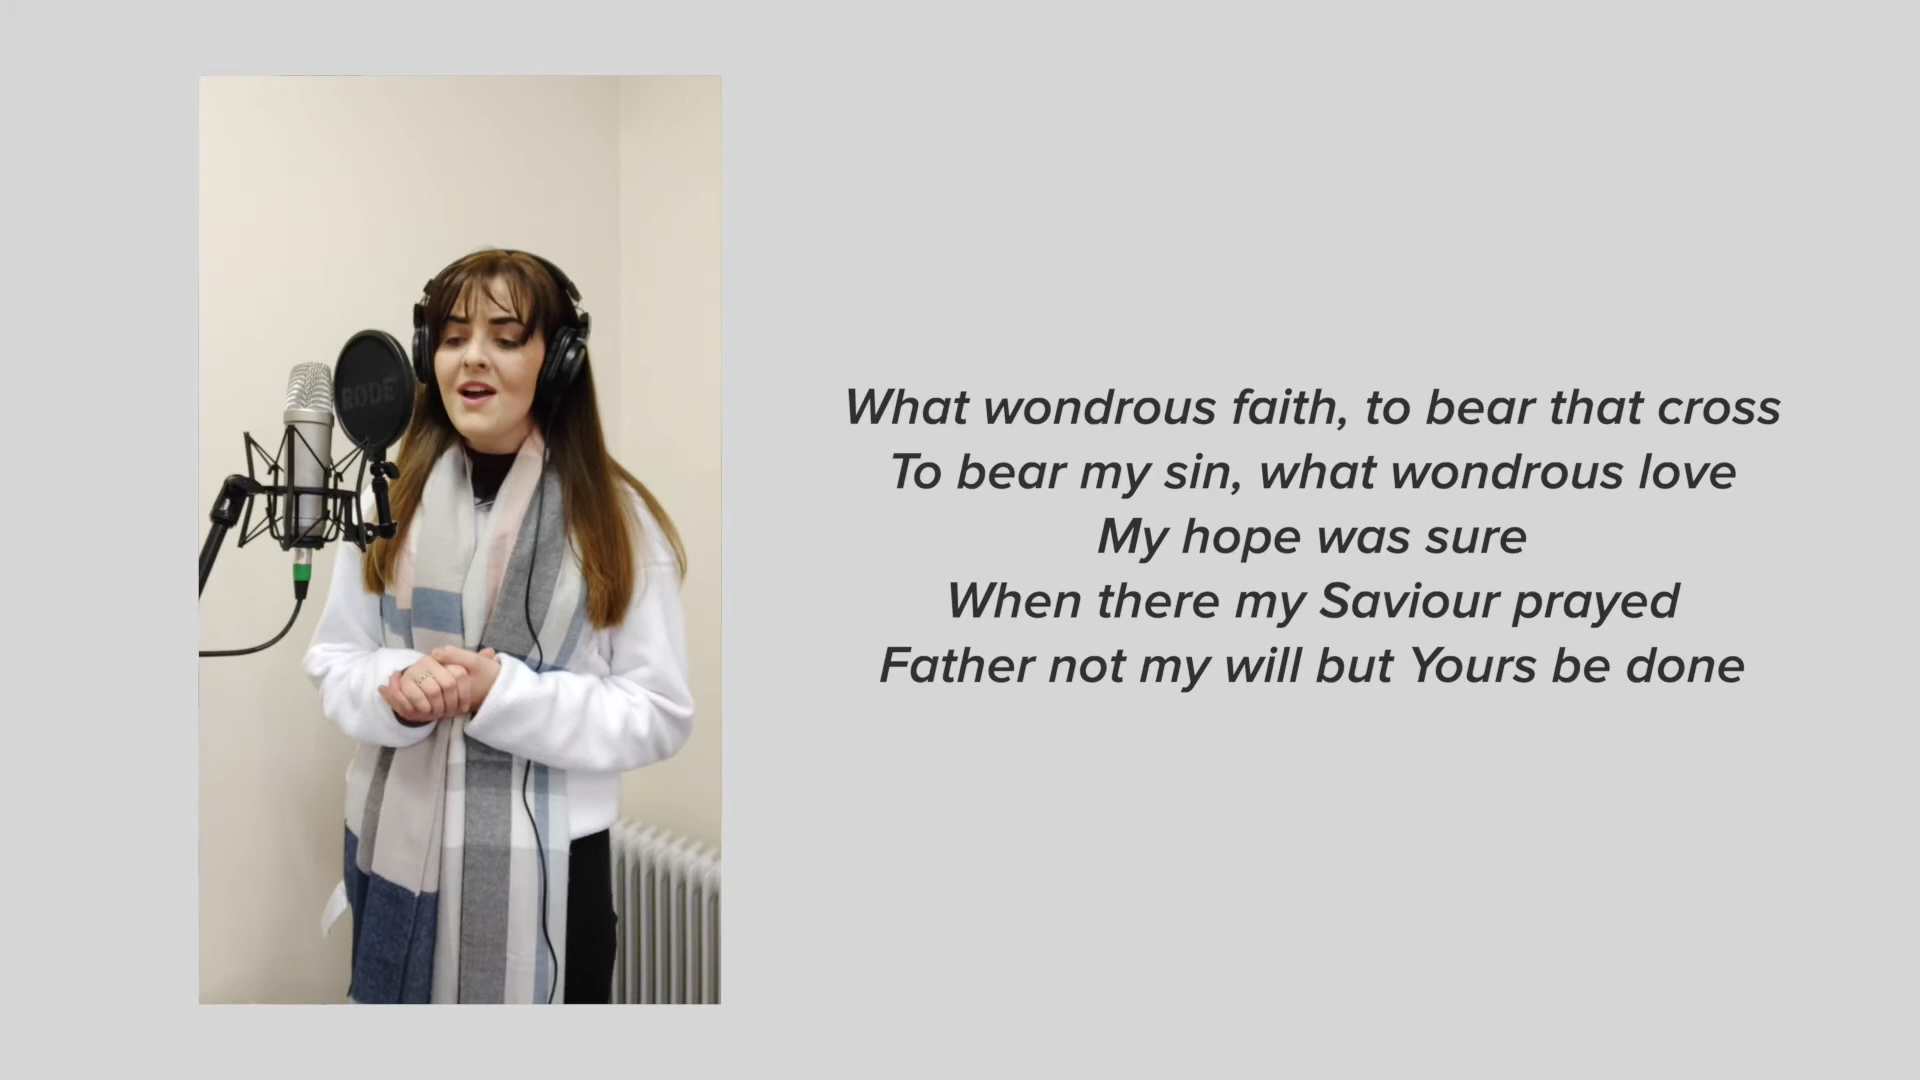 RODE
What wondrous faith, to bear that cross
To bear my sin, what wondrous love
My hope was sure
When there my Saviour prayed
Father not my will but Yours be done